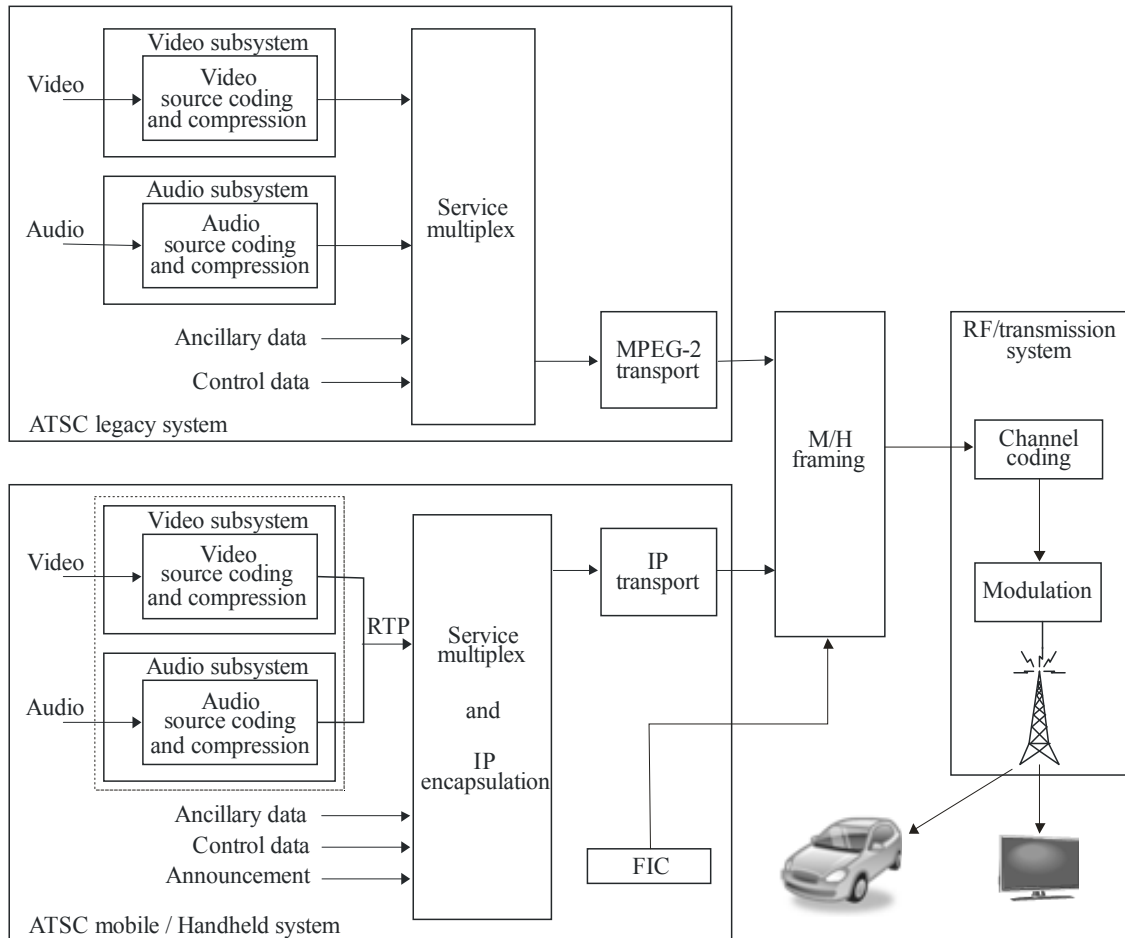 Video subsystem
Video
Video
source coding
and compression
Audio subsystem
Audio
Audio
source coding
and compression
Service
multiplex
Ancillary data
Control data
MPEG-2
transport
ATSC legacy system
M/H
framing
RF/transmission
system
Channel
coding
Modulation
Video subsystem
Video
Video
source coding
and compression
RTP
Audio subsystem
Audio
Audio
source coding
and compression
Service
multiplex
and
IP
encapsulation
IP
transport
Ancillary data
Control data
Announcement
FIC
ATSC mobile / Handheld system